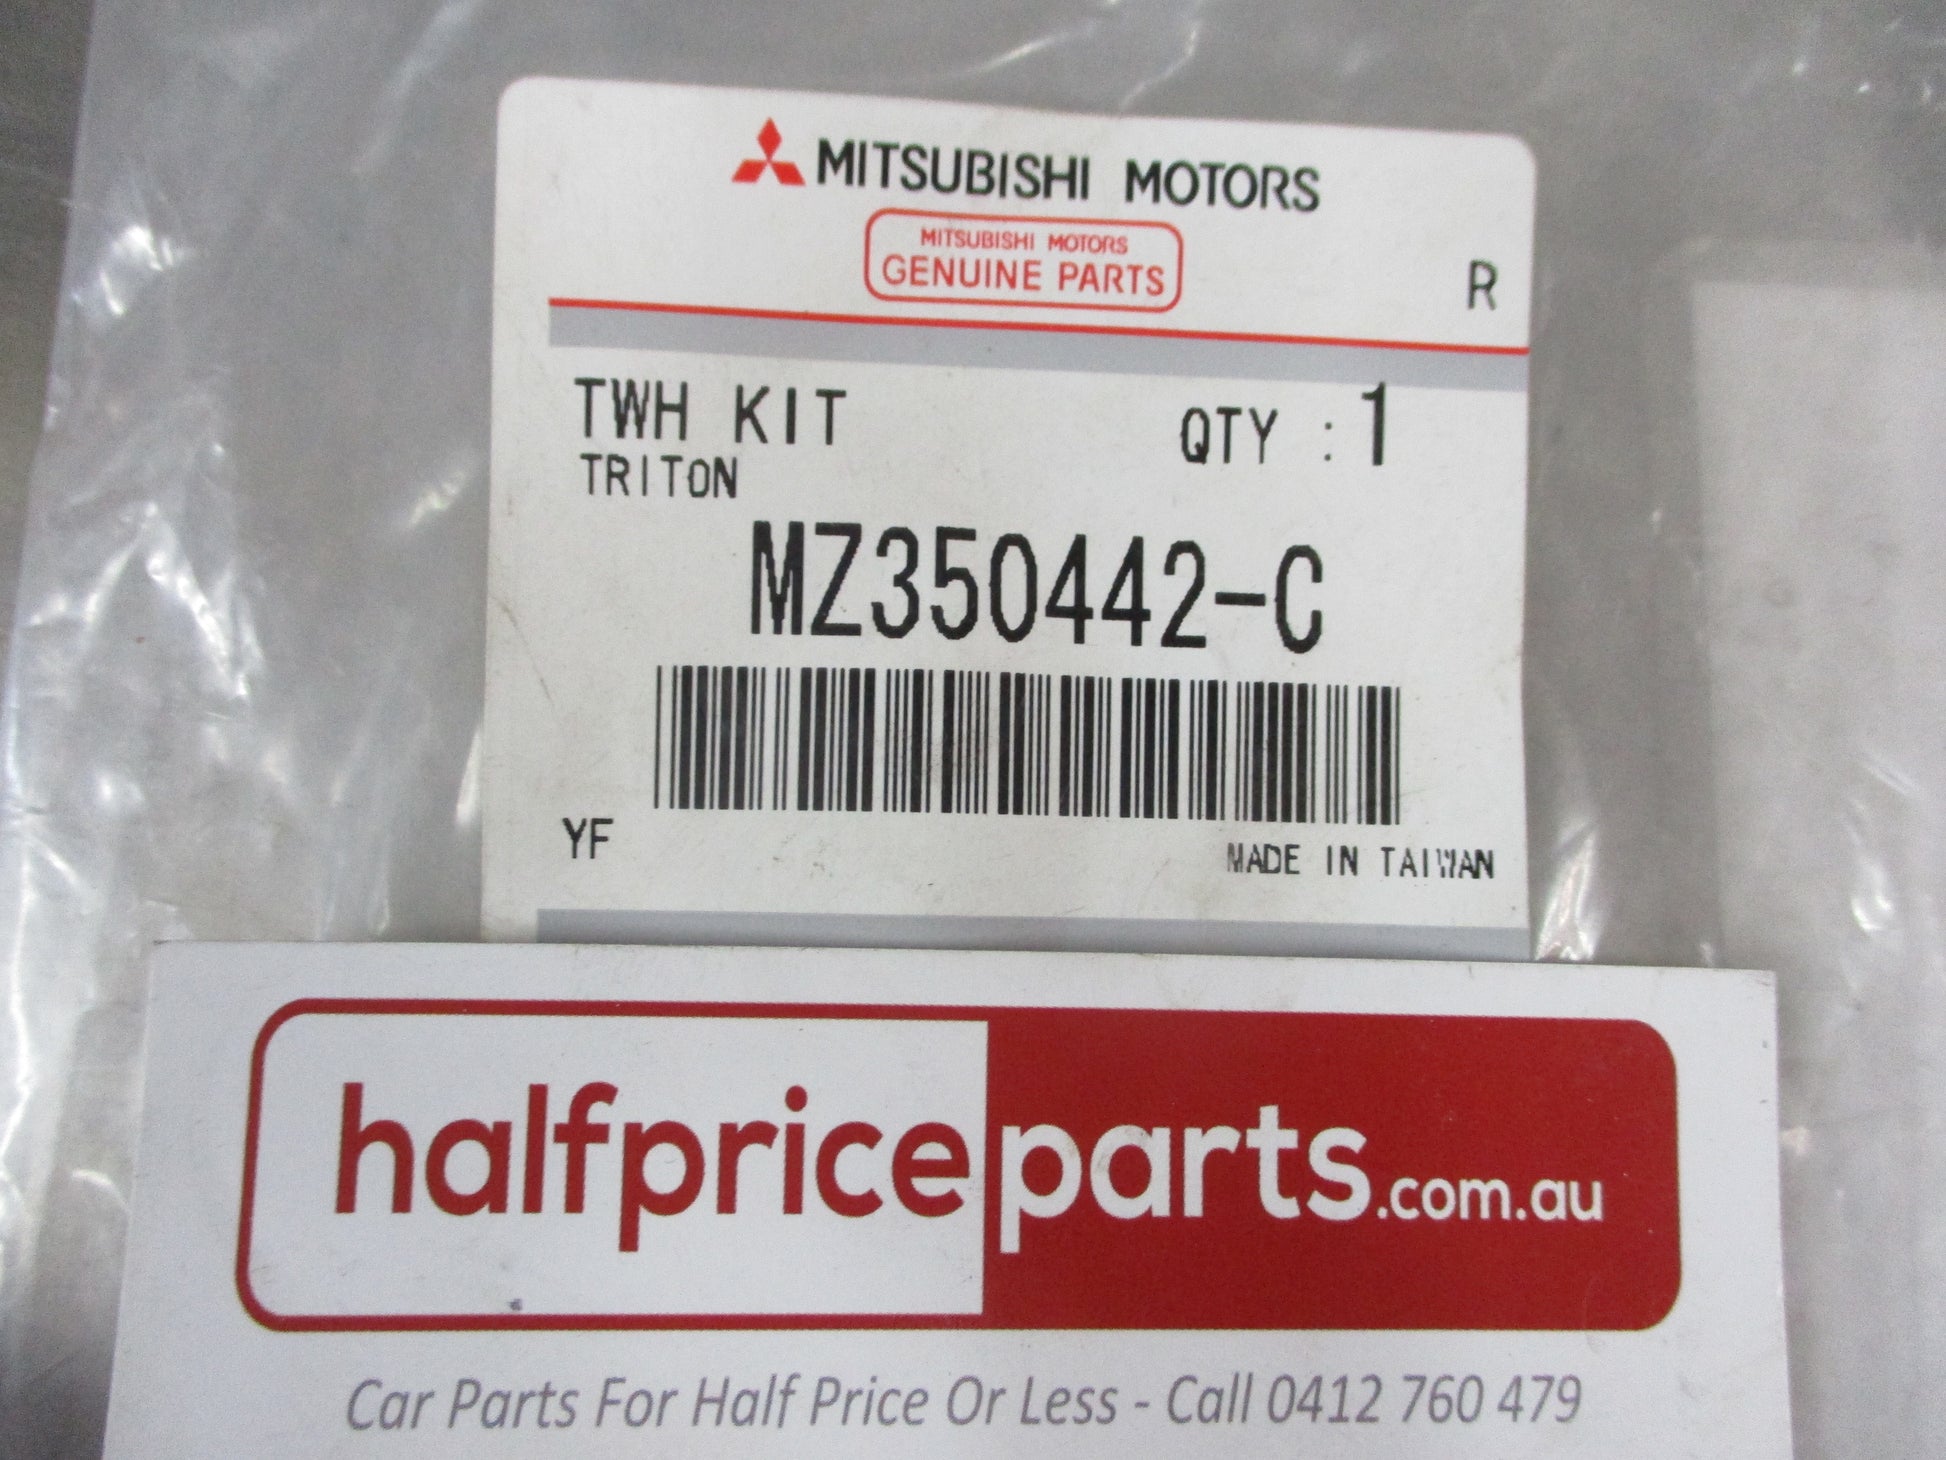 MITSUBISHI MOTORS
MITSUBISHI MOTORS
GENUINE PARTS
R
TWH KIT QTY : 1
TRITON
MZ350442-C
YF
MADE IN TAIWAN
halfpriceparts.com.au
Car Parts For Half Price Or Less - Call 0412 760 479